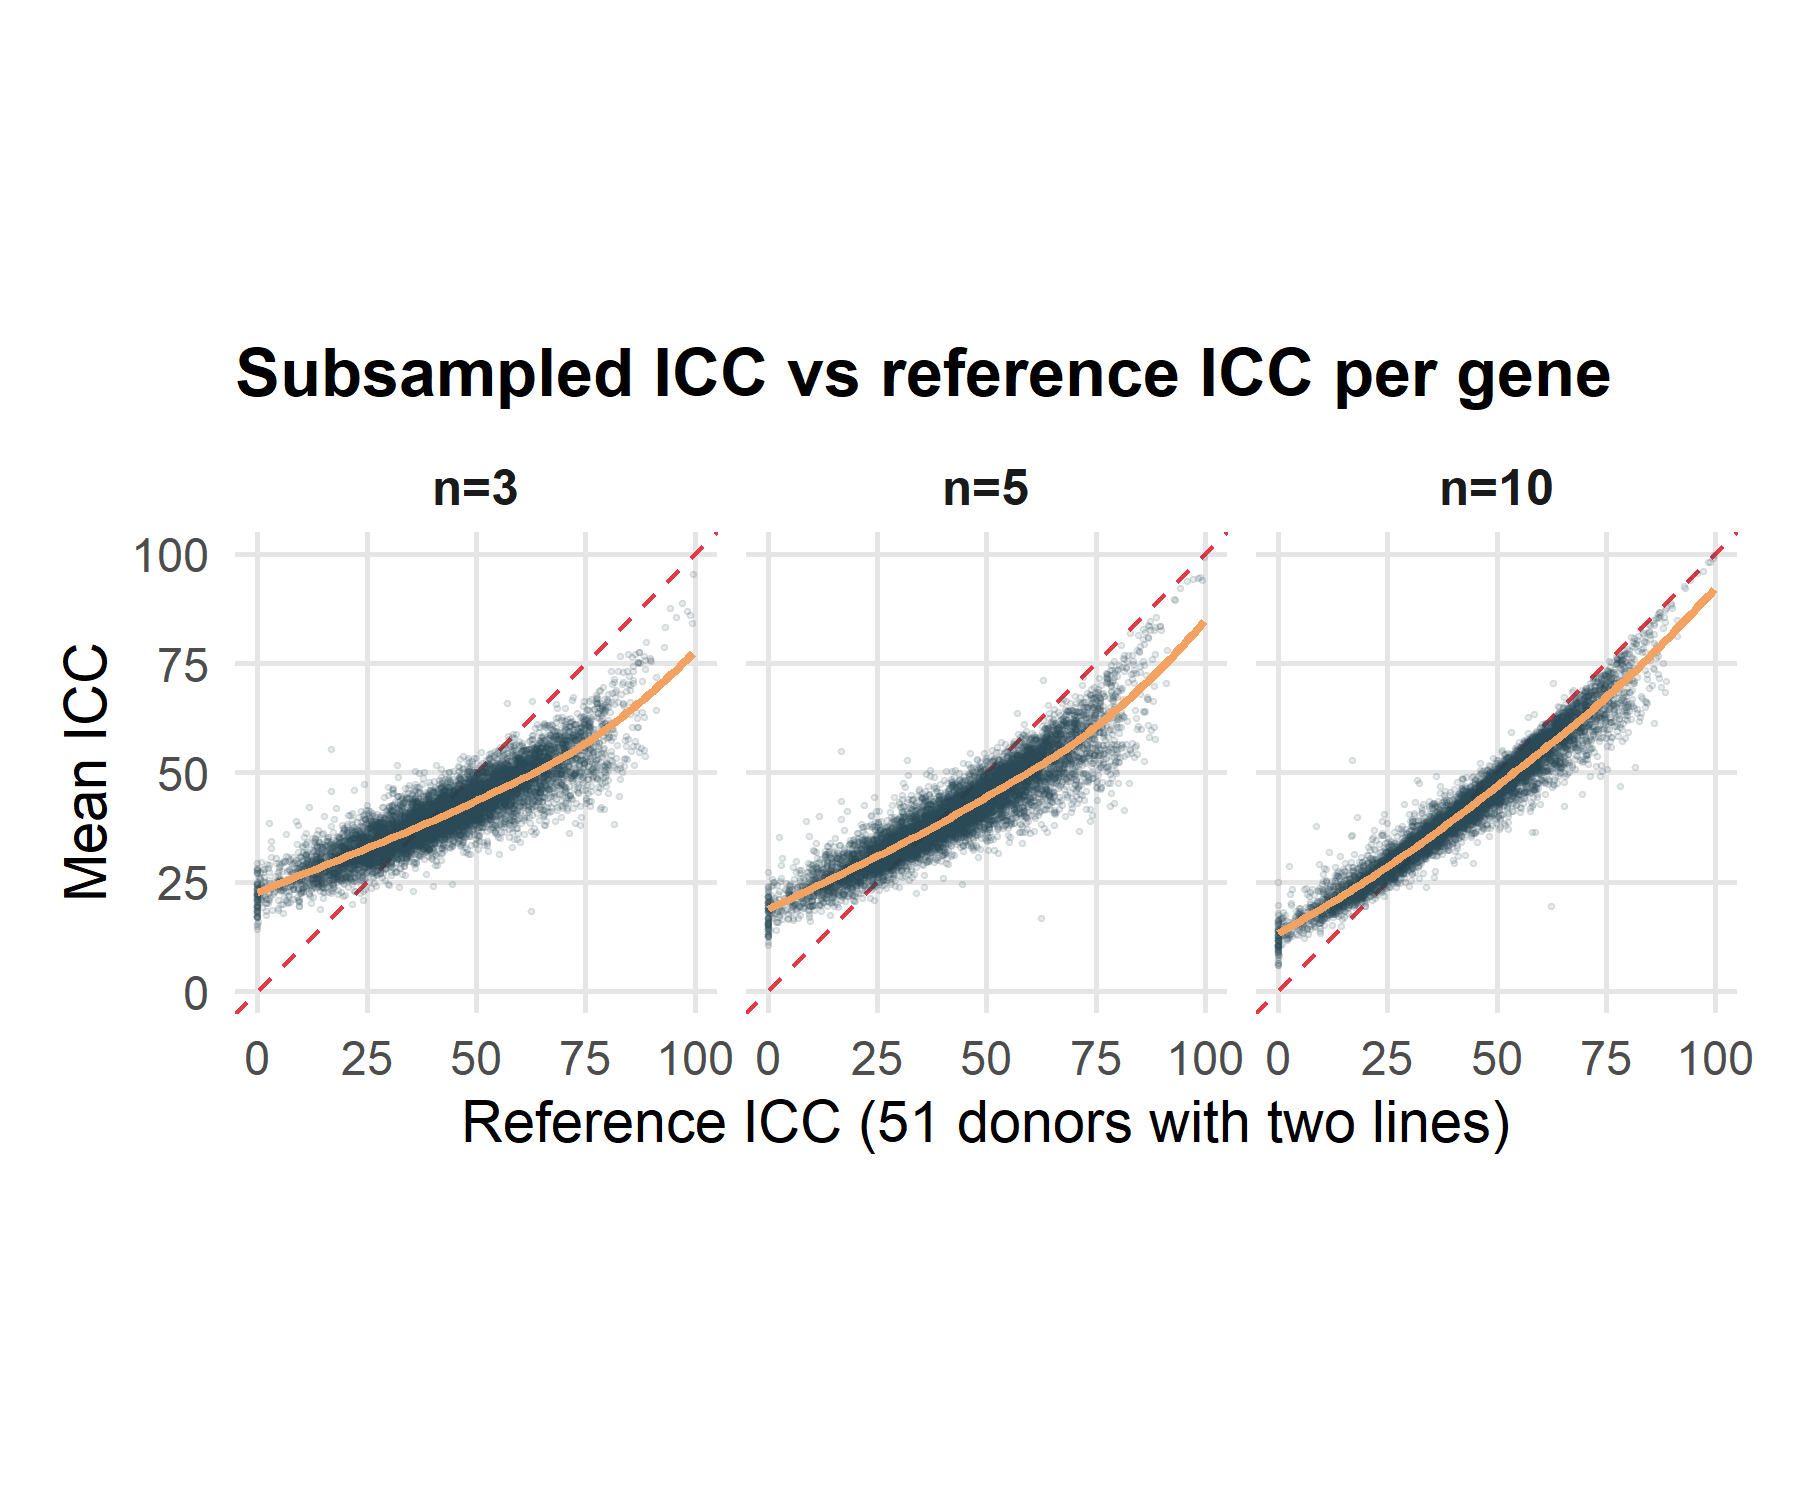 Subsampled ICC vs reference ICC per gene
n=3 n=5 n=10
Mean ICC
100
75
50
25
0
0 25 50 75 100 0 25 50 75 100 0 25 50 75 100
Reference ICC (51 donors with two lines)